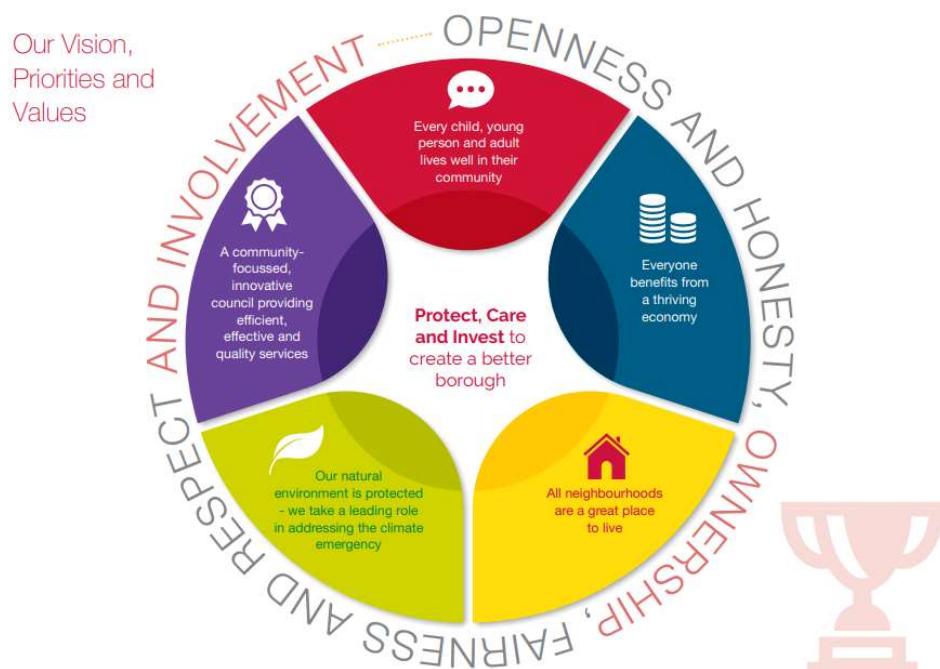 Our Vision,
Priorities and
Values
OPENNESS AND HONESTY, OWNERSHIP, FAIRNESS AND RESPECT AND INVOLVEMENT
Every child, young
person and adult
lives well in their
community
Everyone
benefits from
a thriving
economy
All neighbourhoods
are a great place
to live
Our natural
environment is protected
- we take a leading role
in addressing the climate
emergency
A community-
focussed,
innovative
council providing
efficient,
effective and
quality services
Protect, Care
and Invest to
create a better
borough